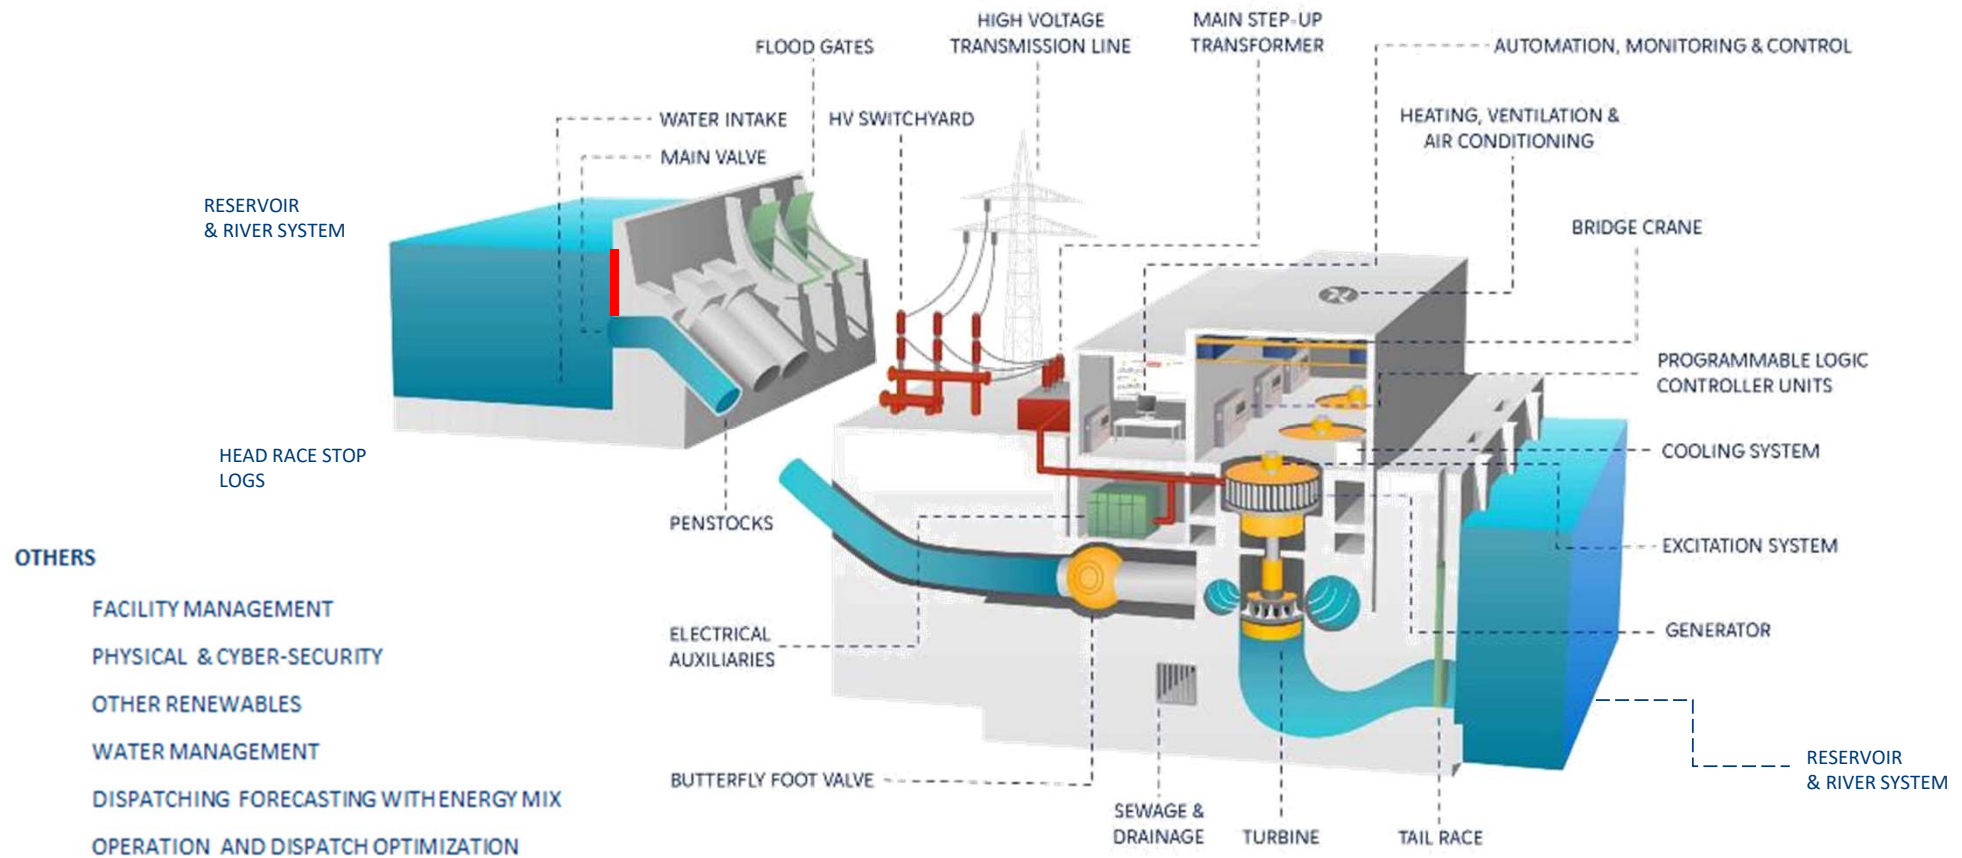 HIGH VOLTAGE
TRANSMISSION LINE
MAIN STEP-UP
TRANSFORMER
FLOOD GATES
AUTOMATION, MONITORING & CONTROL
WATER INTAKE
HV SWITCHYARD
HEATING, VENTILATION &
AIR CONDITIONING
MAIN VALVE
RESERVOIR
& RIVER SYSTEM
BRIDGE CRANE
PROGRAMMABLE LOGIC
CONTROLLER UNITS
HEAD RACE STOP
LOGS
COOLING SYSTEM
PENSTOCKS
EXCITATION SYSTEM
OTHERS
FACILITY MANAGEMENT
PHYSICAL & CYBER-SECURITY
OTHER RENEWABLES
WATER MANAGEMENT
DISPATCHING FORECASTING WITH ENERGY MIX
OPERATION AND DISPATCH OPTIMIZATION
ELECTRICAL
AUXILIARIES
GENERATOR
BUTTERFLY FOOT VALVE
SEWAGE &
DRAINAGE
TURBINE
TAIL RACE
RESERVOIR
& RIVER SYSTEM